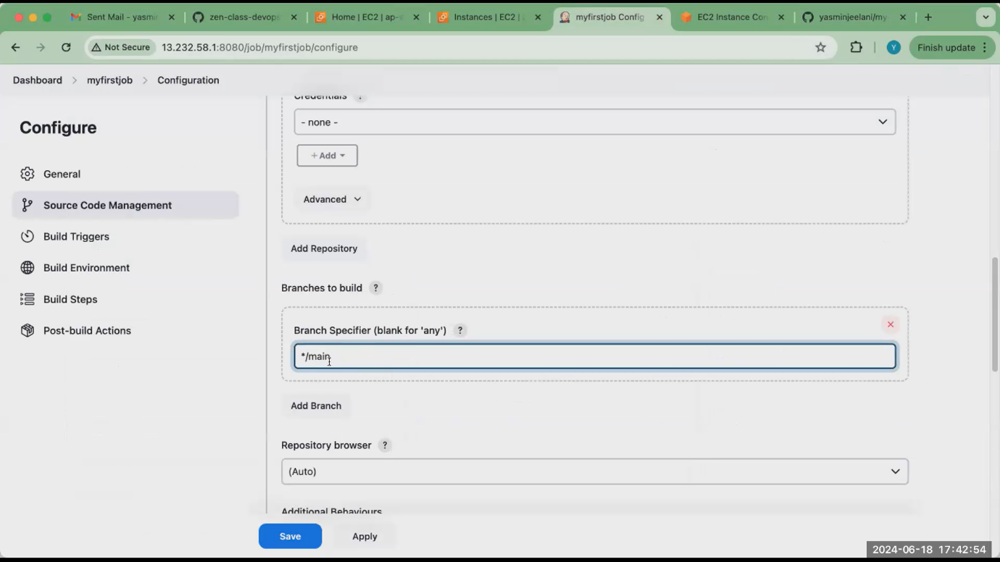 Sent Mail - yasmi
zen-class-devops
Home | EC2 | ap-s
Instances | EC2 |
myfirstjob Config
EC2 Instance Con
yasminjeelani/my
Not Secure
13.232.58.1:8080/job/myfirstjob/configure
Y
Finish update
Dashboard > myfirstjob > Configuration
Configure
General
Source Code Management
Build Triggers
Build Environment
Build Steps
Post-build Actions
Credentials ?
- none -
+ Add
Advanced
Add Repository
Branches to build ?
Branch Specifier (blank for 'any') ?
*/main
Add Branch
Repository browser ?
(Auto)
Additional Behaviours
Save
Apply
2024-06-18 17:42:54